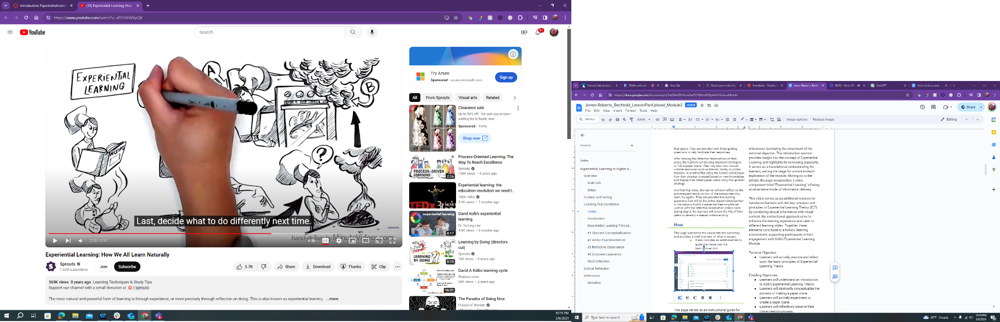 Introduction: Experiential Learn
(15) Experiential Learning: How
https://www.youtube.com/watch?v=aF63HHVbpQ8
YouTube
Search
9+
EXPERIENTIAL
LEARNING
A
B
?
Last, decide what to do differently next time.
sprouts
hand-drawn by MinuteVideos.com
2:28 / 3:53
Experiential Learning: How We All Learn Naturally
Sprouts
1.62M subscribers
Join
Subscribe
3.7K
Share
Download
Thanks
Clip
369K views 8 years ago Learning Techniques & Study Tips
Support our channel with a small donation at / sprouts
The most natural and powerful form of learning is through experience, or more precisely through reflection on doing. This is also known as experiential learning. ...more
Try Azure
Sponsored · azure.microsoft.com
Sign up
All
From Sprouts
Visual arts
Related
Clearance sale
Up to 90% off. The sale you've been
waiting for is finally here.
Sponsored · Temu
Shop now
PROCESS-DRIVEN
LEARNING
2:16
Process-Oriented Learning: The
Way To Reach Excellence
Sprouts
134K views · 8 years ago
TEDx
16:15
Experiential learning: the
education revolution we need t...
TEDx Talks
5.6K views · 7 months ago
experiential learning
4:17
David Kolb's experiential
learning
Dr. Yu-Ling Lee
4.6K views · 6 months ago
LEARNING
BY DOING
5:15
Learning by Doing (directors
cut)
Sprouts
76K views · 8 years ago
16:31
David A Kolbs learning cycle
flixabout.com
56K views · 2 years ago
The Paradox of Being Nice
Pursuit of Wonder
10:19 PM
3/6/2024
Submit Submission
3049 until end
New Tab
Participate in the Live
Eventbrite - Dashbo
Jones-Roberts_Bech
08:53 - Nesto Po
ChatGPT
Untitled document
Jones-Roberts_Bechtold_LessonPlanUpload_Module2
.DOCX
File Edit View Insert Format Tools Help
Share
Menus
100%
Image options
Replace image
Editing
Summary
Outline
Experiential Learning in Higher E...
Overview
Materials
Setup
Context and Setting
Learning Representation
Home
Introduction
Experiential Learning Principl...
#1 Abstract Conceptualization
#2 Active Experimentation
#3 Reflective Observation
#4 Concrete Experience
Final Reflection
Critical Reflection
References
Websites
their peers. They are provided with three guiding
questions to help facilitate their responses.
After viewing the reflective observations of their
peers, the learners will develop improved strategies
to fold a paper crane. They may also now consult
outside resources such as friends, family, or online
tutorials. In another Flip video, the learner will discuss
how their strategy changed based on new knowledge
and display their latest paper crane using the updated
strategy.
In a final Flip video, the learner will now reflect on the
active experimental portion of the assignment (try,
learn, try again). They are provided five leading
questions that will tie the active experimental portion
to the steps in Kolb's Experiential Learning Model.
Just as with the reflective observation videos done
during step 3, the learners will review the Flip of their
peers to develop a deeper understanding.
HOME
This page welcomes the viewer into the workshop
and provides a brief overview of what to expect.
It also includes an additional link to
guide the viewer into the
Instructional Unit.
This page serves as an instructional guide for
milestones facilitating the attainment of the
terminal objective. The introduction section
provides insight into the concept of Experiential
Learning and highlights its increasing popularity.
It serves as a foundational understanding for
learners, setting the stage for a more in-depth
exploration of the module. Moving on to the
details, the page incorporates a video
component titled "Experiential Learning," offering
an alternative mode of information delivery.
This video serves as an additional resource to
familiarize learners with the key concepts and
principles of Experiential Learning Theory (ELT).
By combining textual information with visual
content, the instructional approach aims to
enhance the learning experience and cater to
different learning styles. Together, these
elements contribute to a holistic learning
environment, supporting participants in their
engagement with Kolb's Experiential Learning
Module.
Terminal Objective:
Learners will actively practice and reflect
upon the basic principles of Experiential
Learning Theory.
Enabling Objectives:
Learners will understand an introduction
to Kolb's Experiential Learning Theory.
Learners will abstractly conceptualize the
process of making a paper crane.
Learners will actively experiment to
create a paper crane.
Learners will reflectively observe their
crane creation process.
Type here to search
43°F Cloudy
10:19 PM
3/6/2024